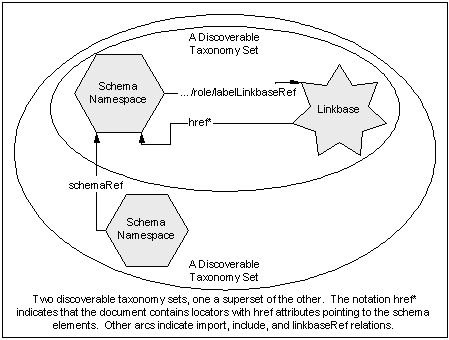 A Discoverable
Taxonomy Set
Schema
Namespace
.../role/labelLinkbaseRef
Linkbase
href*
schemaRef
Schema
Namespace
A Discoverable
Taxonomy Set
Two discoverable taxonomy sets, one a superset of the other. The notation href*
indicates that the document contains locators with href attributes pointing to the schema
elements. Other arcs indicate import, include, and linkbaseRef relations.